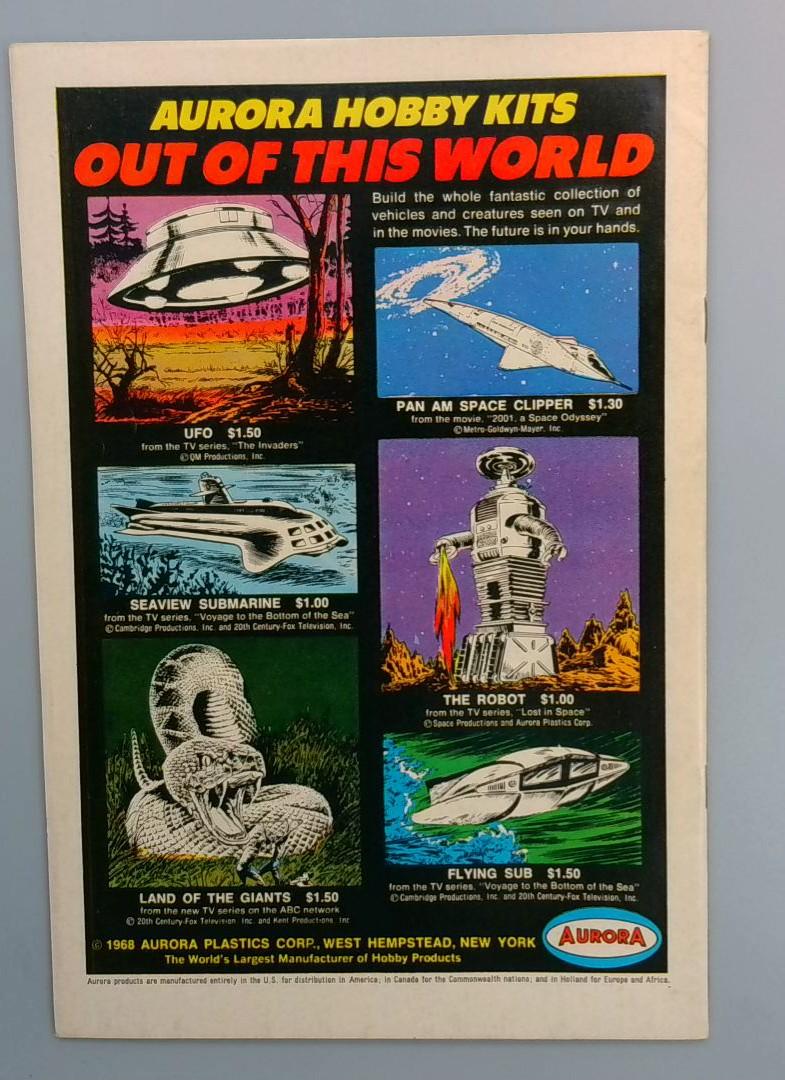 AURORA HOBBY KITS
OUT OF THIS WORLD
Build the whole fantastic collection of
vehicles and creatures seen on TV and
in the movies. The future is in your hands.
UFO $1.50
from the TV series, "The Invaders"
© QM Productions, Inc.
PAN AM SPACE CLIPPER $1.30
from the movie, "2001, a Space Odyssey"
© Metro-Goldwyn-Mayer, Inc.
SEAVIEW SUBMARINE $1.00
from the TV series, "Voyage to the Bottom of the Sea"
© Cambridge Productions, Inc. and 20th Century-Fox Television, Inc.
THE ROBOT $1.00
from the TV series, "Lost in Space"
© Space Productions and Aurora Plastics Corp.
LAND OF THE GIANTS $1.50
from the new TV series on the ABC network
© 20th Century-Fox Television, Inc. and Kent Productions, Inc.
FLYING SUB $1.50
from the TV series, "Voyage to the Bottom of the Sea"
© Cambridge Productions, Inc. and 20th Century-Fox Television, Inc.
© 1968 AURORA PLASTICS CORP., WEST HEMPSTEAD, NEW YORK
The World's Largest Manufacturer of Hobby Products
AURORA
Aurora products are manufactured entirely in the U.S. for distribution in America; in Canada for the Commonwealth nations; and in Holland for Europe and Africa.